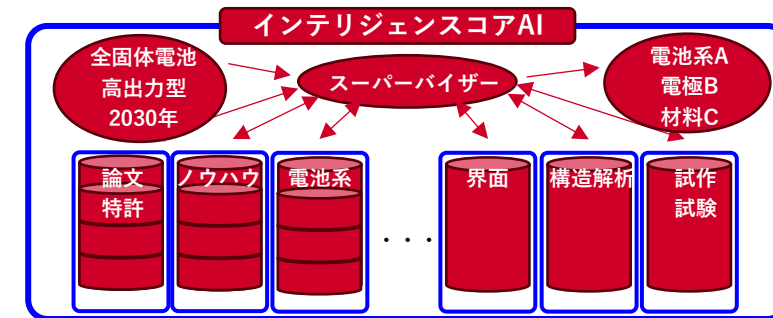 インテリジェンスコアAI
全固体電池
高出力型
2030年
スーパーバイザー
電池系A
電極B
材料C
論文
特許
ノウハウ
電池系
・・・
界面
構造解析
試作
試験